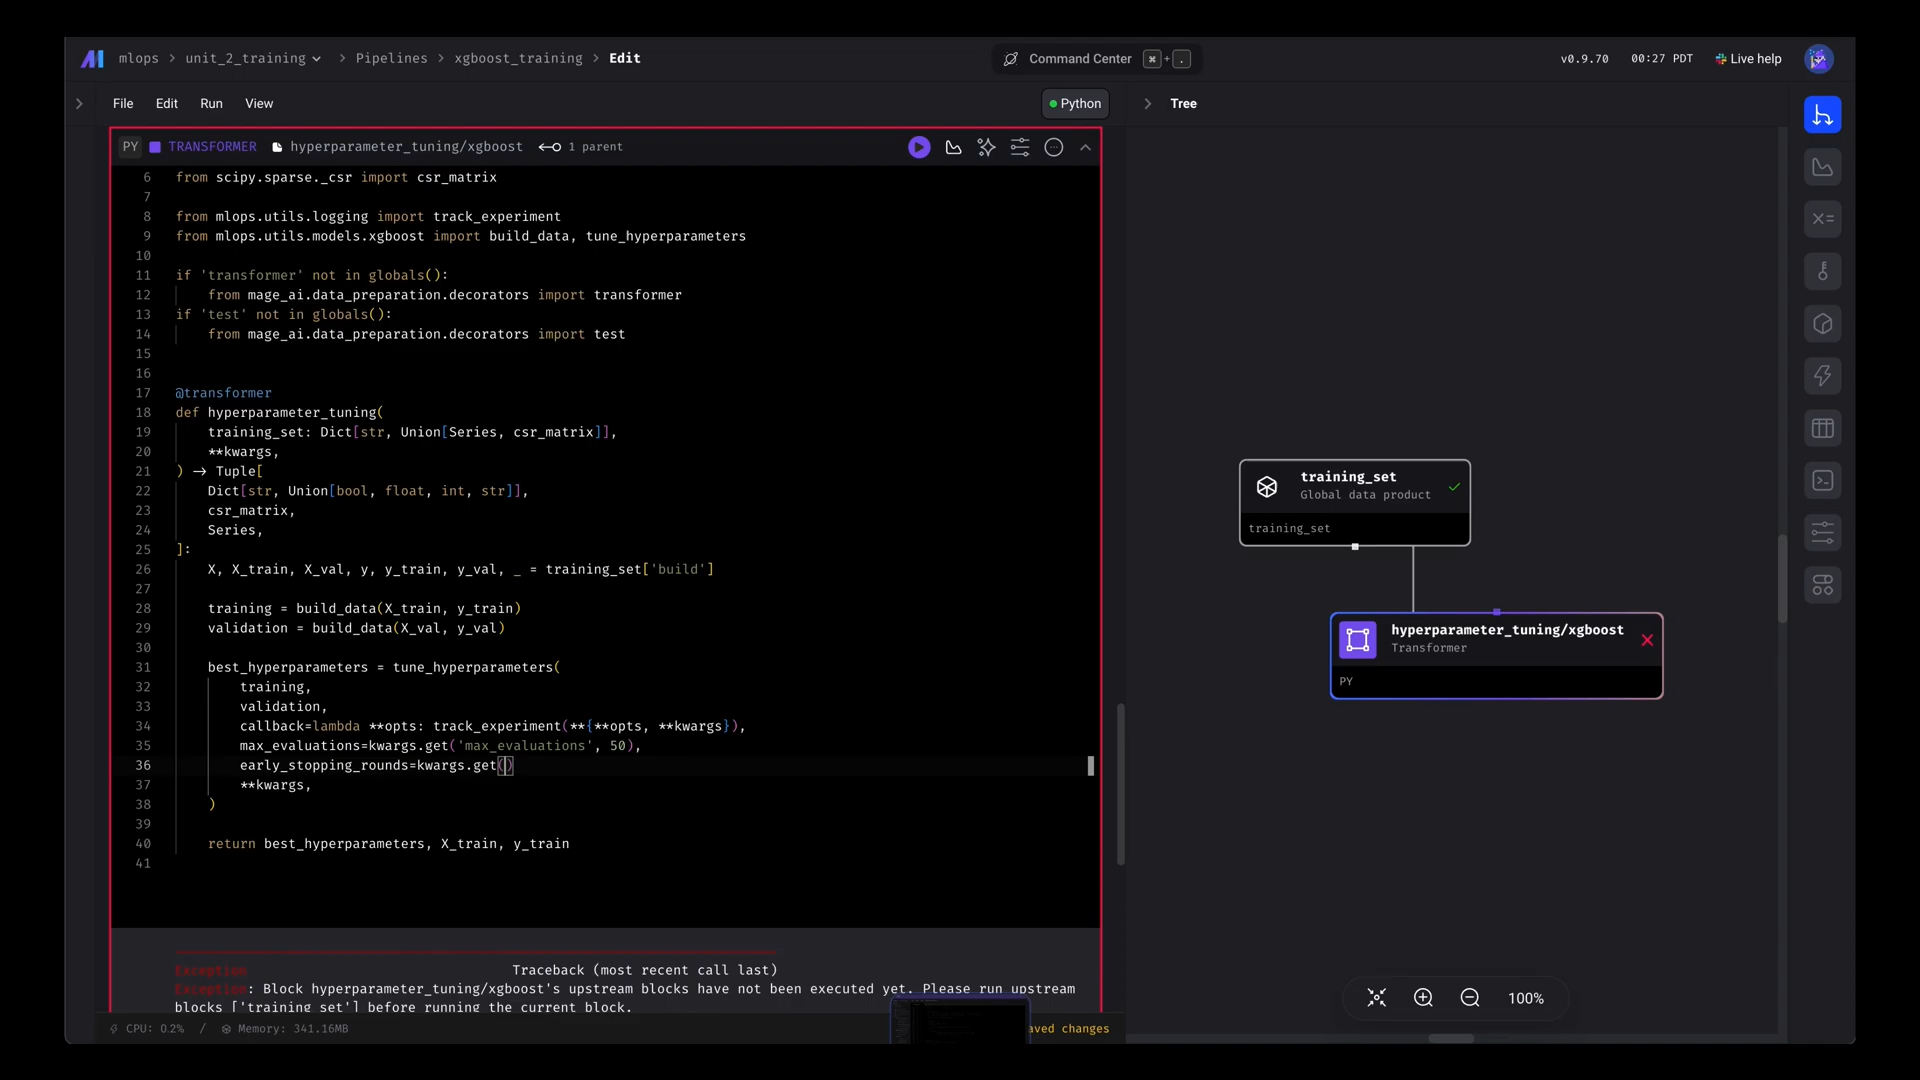 mlops > unit_2_training > Pipelines > xgboost_training > Edit
Command Center ⌘ + .
v0.9.70 00:27 PDT Live help
File Edit Run View
Python
Tree
PY TRANSFORMER hyperparameter_tuning/xgboost 1 parent
6 from scipy.sparse._csr import csr_matrix
7
8 from mlops.utils.logging import track_experiment
9 from mlops.utils.models.xgboost import build_data, tune_hyperparameters
10
11 if 'transformer' not in globals():
12 from mage_ai.data_preparation.decorators import transformer
13 if 'test' not in globals():
14 from mage_ai.data_preparation.decorators import test
15
16
17 @transformer
18 def hyperparameter_tuning(
19 training_set: Dict[str, Union[Series, csr_matrix]],
20 **kwargs,
21 ) -> Tuple[
22 Dict[str, Union[bool, float, int, str]],
23 csr_matrix,
24 Series,
25 ]:
26 X, X_train, X_val, y, y_train, y_val, _ = training_set['build']
27
28 training = build_data(X_train, y_train)
29 validation = build_data(X_val, y_val)
30
31 best_hyperparameters = tune_hyperparameters(
32 training,
33 validation,
34 callback=lambda **opts: track_experiment(**{**opts, **kwargs}),
35 max_evaluations=kwargs.get('max_evaluations', 50),
36 early_stopping_rounds=kwargs.get()
37 **kwargs,
38 )
39
40 return best_hyperparameters, X_train, y_train
41
Exception Traceback (most recent call last)
Exception: Block hyperparameter_tuning/xgboost's upstream blocks have not been executed yet. Please run upstream
blocks ['training_set'] before running the current block.
CPU: 0.2% / Memory: 341.16MB
aved changes
training_set
Global data product
training_set
hyperparameter_tuning/xgboost
Transformer
PY
100%